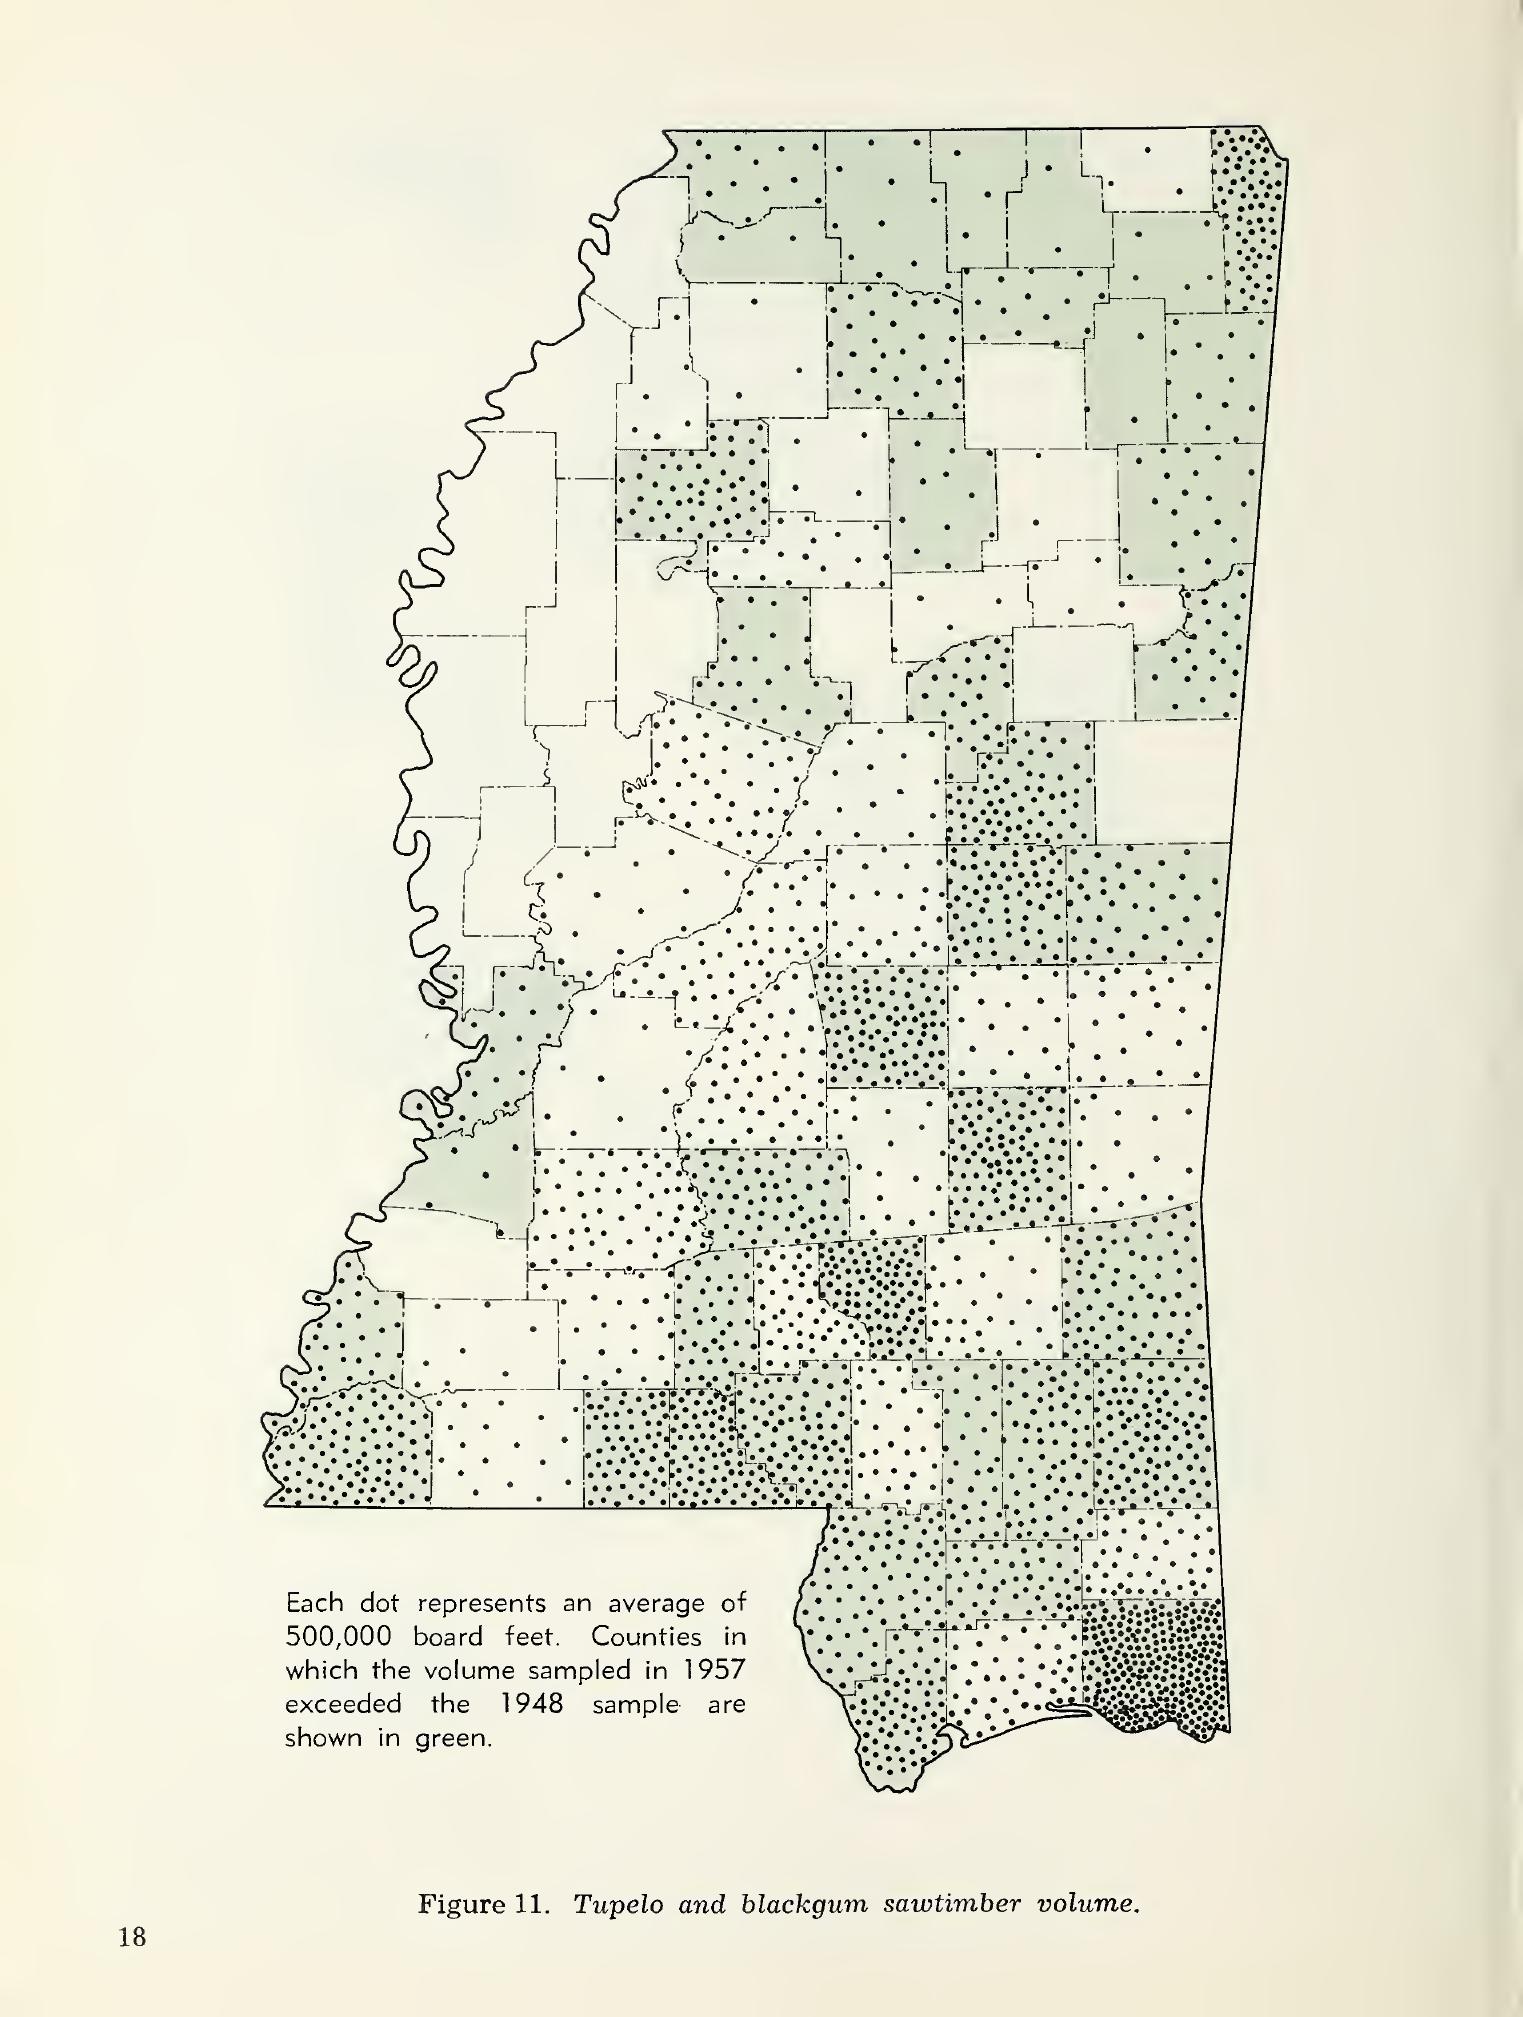 Each dot represents an average of
500,000 board feet. Counties in
which the volume sampled in 1957
exceeded the 1948 sample are
shown in green.
Figure 11. Tupelo and blackgum sawtimber volume.
18